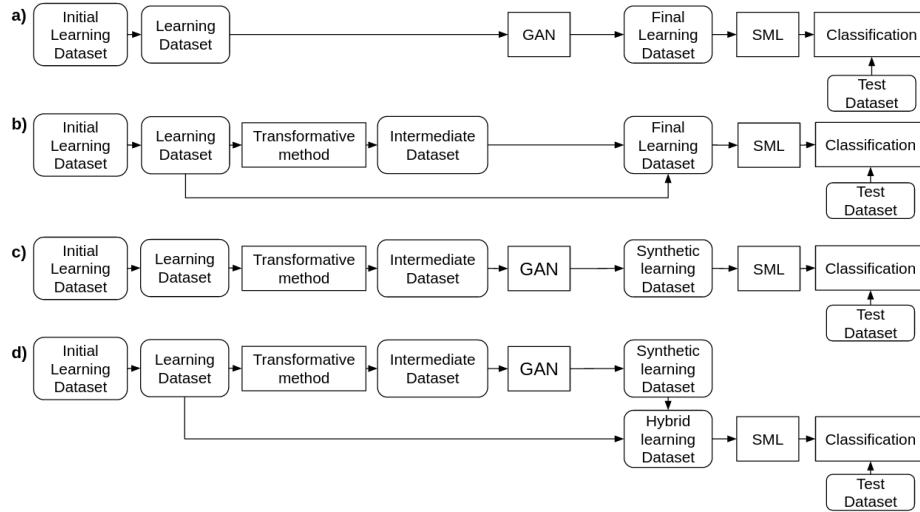 a)
Initial
Learning
Dataset
Learning
Dataset
GAN
Final
Learning
Dataset
SML
Classification
Test
Dataset
b)
Initial
Learning
Dataset
Learning
Dataset
Transformative
method
Intermediate
Dataset
Final
Learning
Dataset
SML
Classification
Test
Dataset
c)
Initial
Learning
Dataset
Learning
Dataset
Transformative
method
Intermediate
Dataset
GAN
Synthetic
learning
Dataset
SML
Classification
Test
Dataset
d)
Initial
Learning
Dataset
Learning
Dataset
Transformative
method
Intermediate
Dataset
GAN
Synthetic
learning
Dataset
Hybrid
learning
Dataset
SML
Classification
Test
Dataset